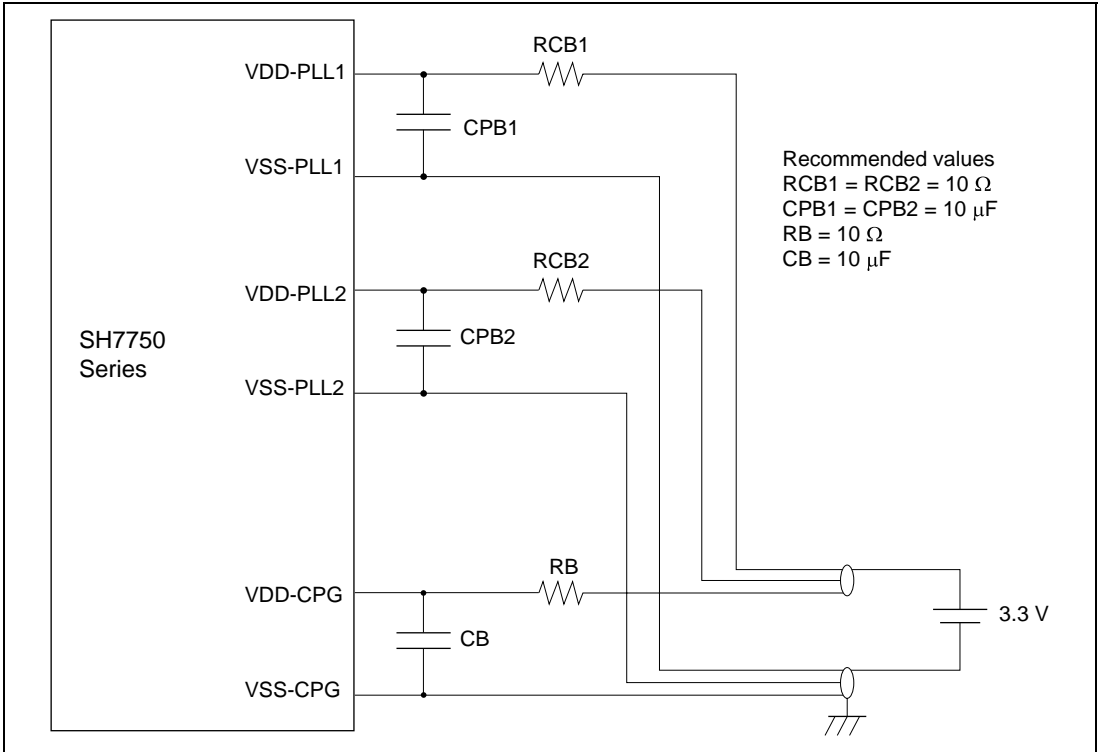 RCB1
VDD-PLL1
CPB1
VSS-PLL1
Recommended values
RCB1 = RCB2 = 10 Ω
CPB1 = CPB2 = 10 μF
RB = 10 Ω
CB = 10 μF
RCB2
VDD-PLL2
CPB2
SH7750
Series
VSS-PLL2
RB
VDD-CPG
3.3 V
CB
VSS-CPG